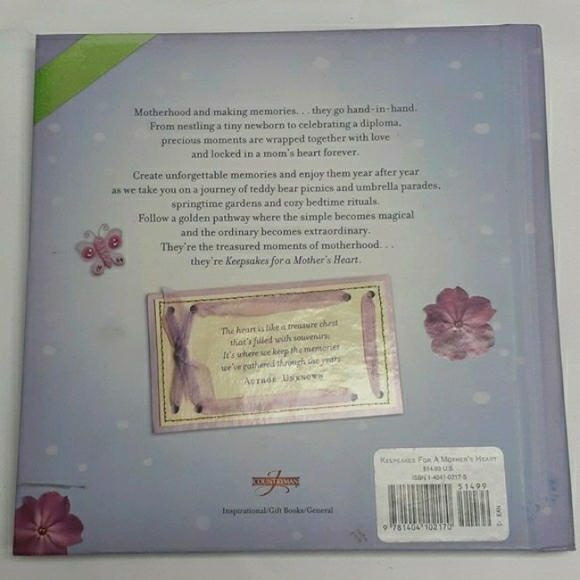 Motherhood and making memories. . . they go hand-in-hand.
From nestling a tiny newborn to celebrating a diploma,
precious moments are wrapped together with love
and locked in a mom's heart forever.
Create unforgettable memories and enjoy them year after year
as we take you on a journey of teddy bear picnics and umbrella parades,
springtime gardens and cozy bedtime rituals.
Follow a golden pathway where the simple becomes magical
and the ordinary becomes extraordinary.
They're the treasured moments of motherhood. . .
they're Keepsakes for a Mother's Heart.
The heart is like a treasure chest
that's filled with souvenirs;
It's where we keep the memories
we've gathered through the years.
Author Unknown
J
COUNTRYMAN
Inspirational/Gift Books/General
Keepsakes For A Mother's Heart
$14.99 U.S.
ISBN 1-4041-0217-5
51499
EAN
9 781404 102170